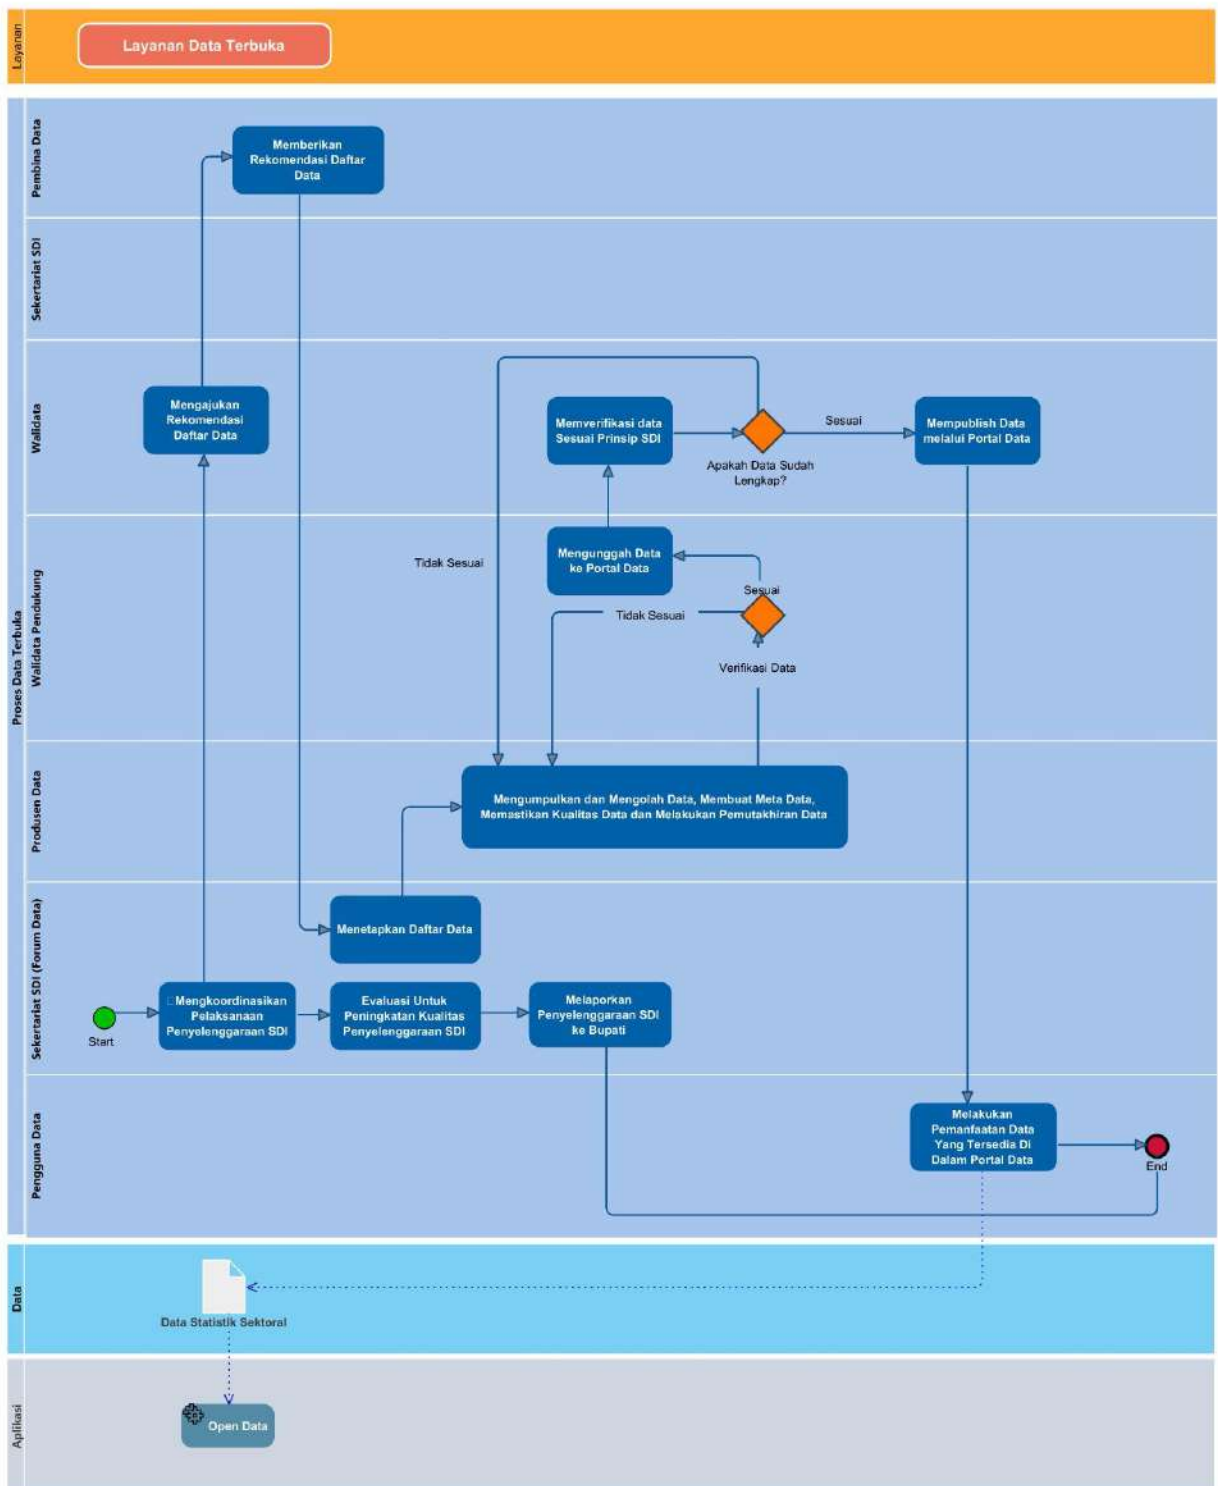 Layanan
Layanan Data Terbuka
Proses Data Terbuka
Pembina Data
Memberikan
Rekomendasi Daftar
Data
Sekertariat SDI
Walidata
Mengajukan
Rekomendasi
Daftar Data
Memverifikasi data
Sesuai Prinsip SDI
Apakah Data Sudah
Lengkap?
Sesuai
Mempublish Data
melalui Portal Data
Walidata Pendukung
Tidak Sesuai
Mengunggah Data
ke Portal Data
Sesuai
Tidak Sesuai
Verifikasi Data
Produsen Data
Mengumpulkan dan Mengolah Data, Membuat Meta Data,
Memastikan Kualitas Data dan Melakukan Pemutakhiran Data
Sekertariat SDI (Forum Data)
Menetapkan Daftar Data
Start
Mengkoordinasikan
Pelaksanaan
Penyelenggaraan SDI
Evaluasi Untuk
Peningkatan Kualitas
Penyelenggaraan SDI
Melaporkan
Penyelenggaraan SDI
ke Bupati
Pengguna Data
Melakukan
Pemanfaatan Data
Yang Tersedia Di
Dalam Portal Data
End
Data
Data Statistik Sektoral
Aplikasi
Open Data